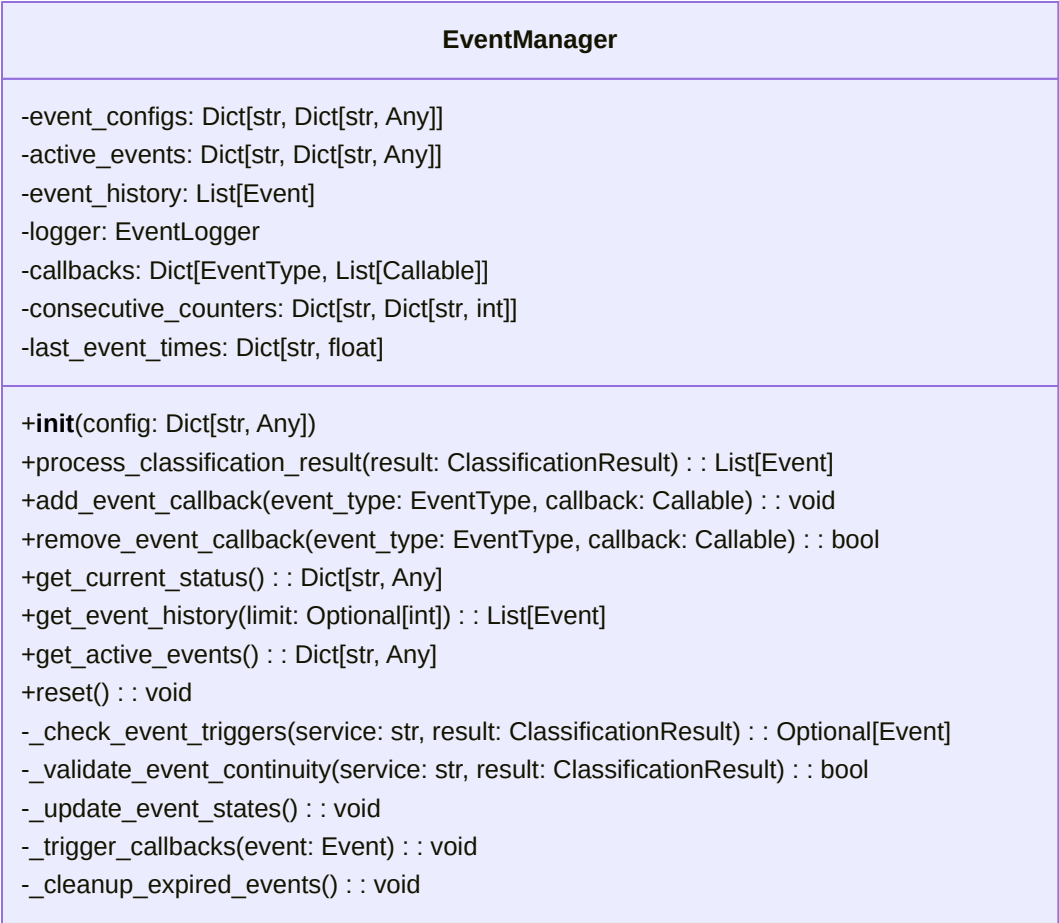 EventManager
-event_configs: Dict[str, Dict[str, Any]]
-active_events: Dict[str, Dict[str, Any]]
-event_history: List[Event]
-logger: EventLogger
-callbacks: Dict[EventType, List[Callable]]
-consecutive_counters: Dict[str, Dict[str, int]]
-last_event_times: Dict[str, float]
+init(config: Dict[str, Any])
+process_classification_result(result: ClassificationResult) : : List[Event]
+add_event_callback(event_type: EventType, callback: Callable) : : void
+remove_event_callback(event_type: EventType, callback: Callable) : : bool
+get_current_status() : : Dict[str, Any]
+get_event_history(limit: Optional[int]) : : List[Event]
+get_active_events() : : Dict[str, Any]
+reset() : : void
-_check_event_triggers(service: str, result: ClassificationResult) : : Optional[Event]
-_validate_event_continuity(service: str, result: ClassificationResult) : : bool
-_update_event_states() : : void
-_trigger_callbacks(event: Event) : : void
-_cleanup_expired_events() : : void